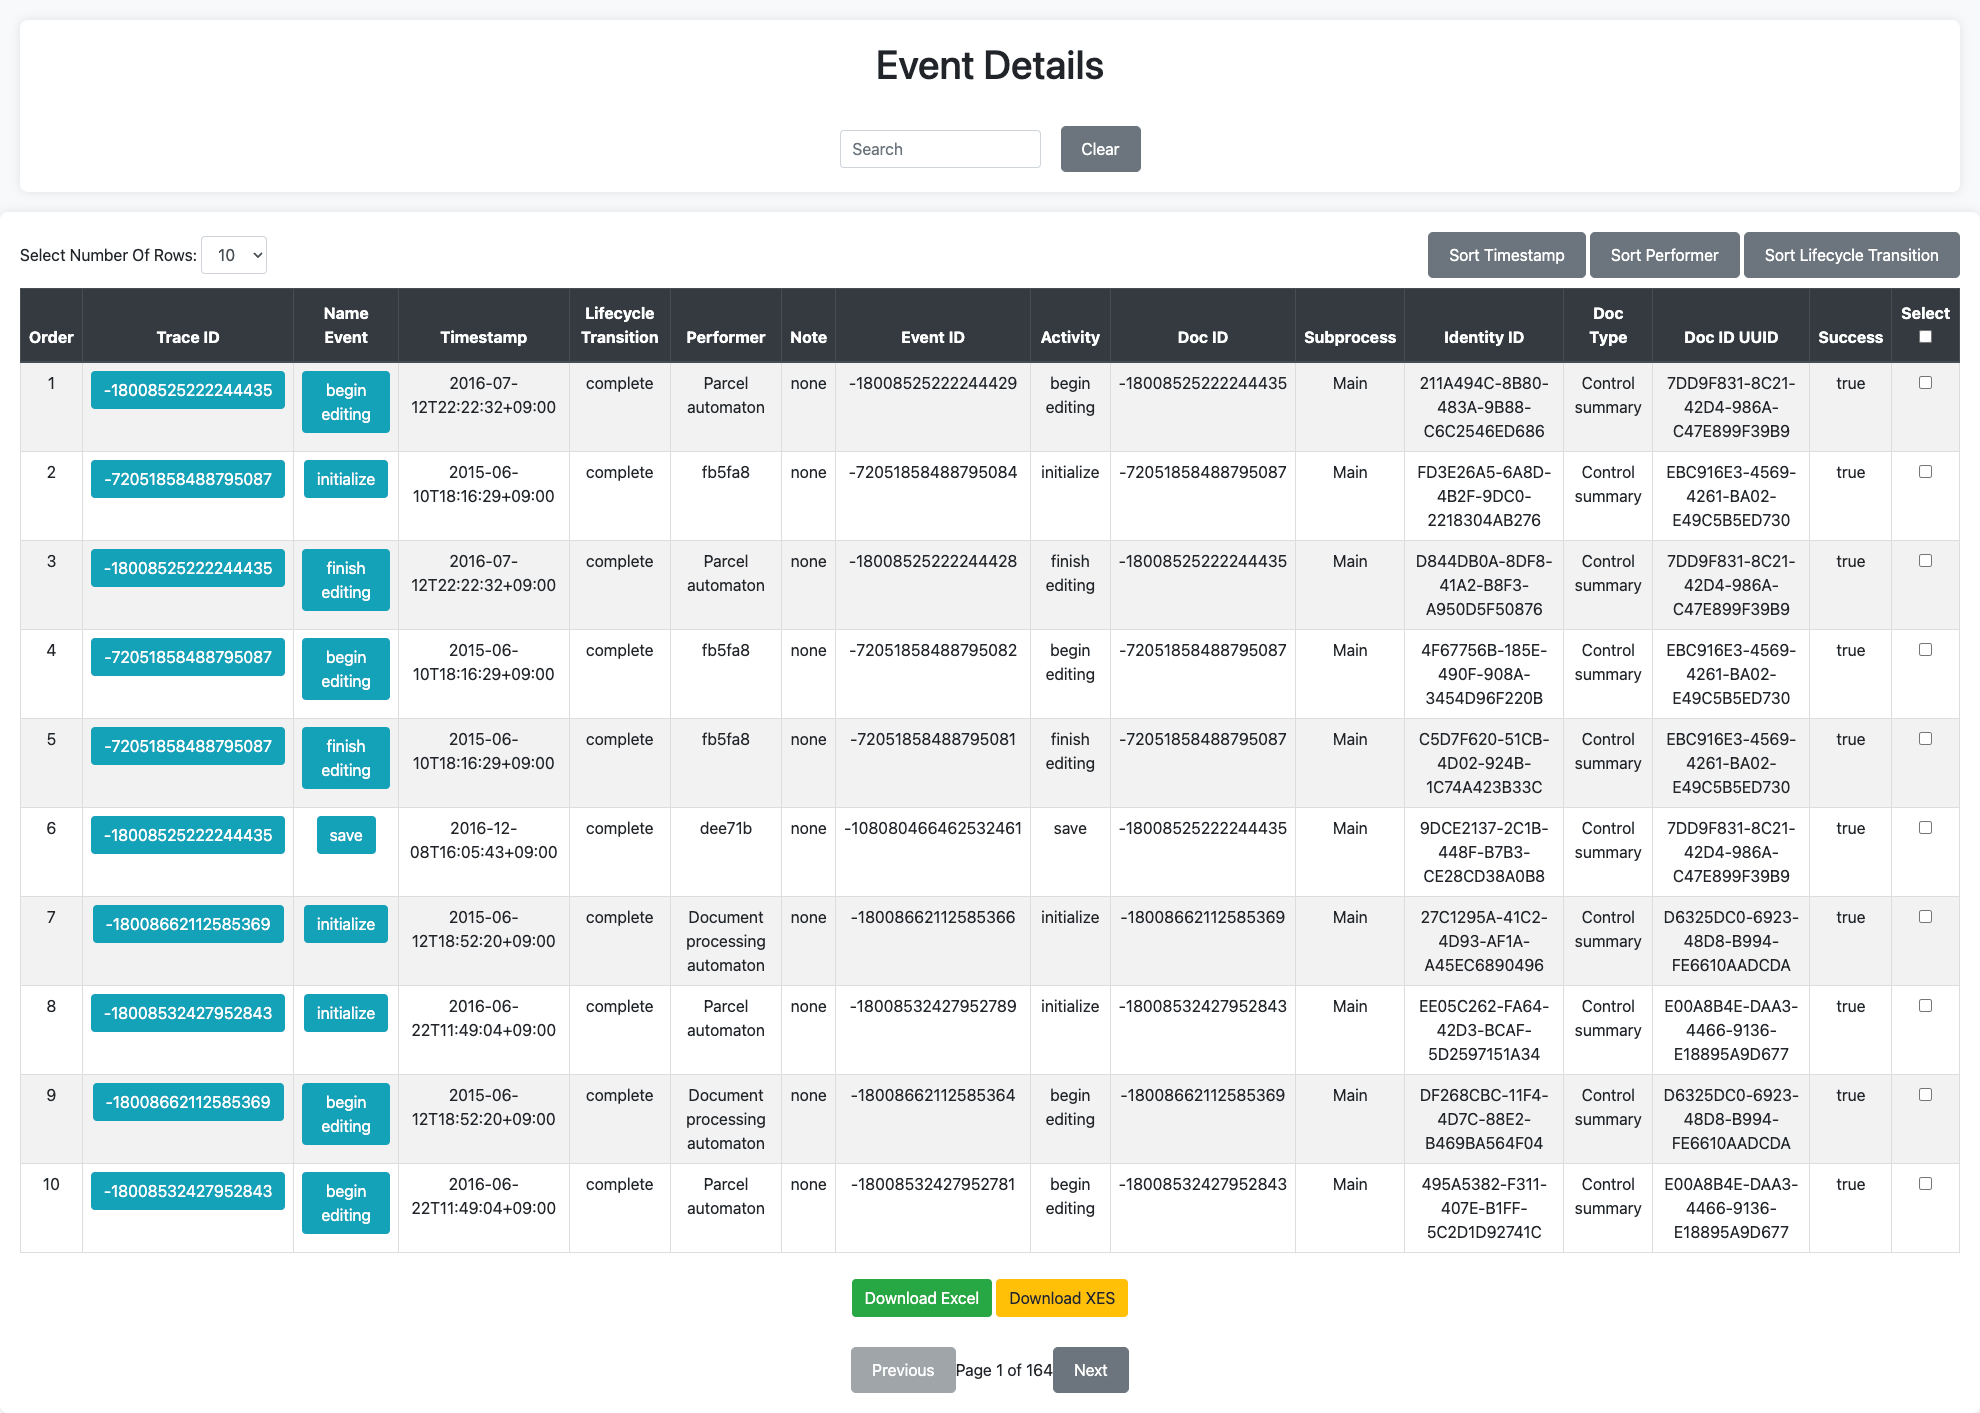 Event Details
Search Clear
Select Number Of Rows: 10 Sort Timestamp Sort Performer Sort Lifecycle Transition
Order Trace ID Name Event Timestamp Lifecycle Transition Performer Note Event ID Activity Doc ID Subprocess Identity ID Doc Type Doc ID UUID Success Select
1 -18008525222244435 begin editing 2016-07-12T22:22:32+09:00 complete Parcel automaton none -18008525222244429 begin editing -18008525222244435 Main 211A494C-8B80-483A-9B88-C6C2546ED686 Control summary 7DD9F831-8C21-42D4-986A-C47E899F39B9 true
2 -72051858488795087 initialize 2015-06-10T18:16:29+09:00 complete fb5fa8 none -72051858488795084 initialize -72051858488795087 Main FD3E26A5-6A8D-4B2F-9DC0-2218304AB276 Control summary EBC916E3-4569-4261-BA02-E49C5B5ED730 true
3 -18008525222244435 finish editing 2016-07-12T22:22:32+09:00 complete Parcel automaton none -18008525222244428 finish editing -18008525222244435 Main D844DB0A-8DF8-41A2-B8F3-A950D5F50876 Control summary 7DD9F831-8C21-42D4-986A-C47E899F39B9 true
4 -72051858488795087 begin editing 2015-06-10T18:16:29+09:00 complete fb5fa8 none -72051858488795082 begin editing -72051858488795087 Main 4F67756B-185E-490F-908A-3454D96F220B Control summary EBC916E3-4569-4261-BA02-E49C5B5ED730 true
5 -72051858488795087 finish editing 2015-06-10T18:16:29+09:00 complete fb5fa8 none -72051858488795081 finish editing -72051858488795087 Main C5D7F620-51CB-4D02-924B-1C74A423B33C Control summary EBC916E3-4569-4261-BA02-E49C5B5ED730 true
6 -18008525222244435 save 2016-12-08T16:05:43+09:00 complete dee71b none -108080466462532461 save -18008525222244435 Main 9DCE2137-2C1B-448F-B7B3-CE28CD38A0B8 Control summary 7DD9F831-8C21-42D4-986A-C47E899F39B9 true
7 -18008662112585369 initialize 2015-06-12T18:52:20+09:00 complete Document processing automaton none -18008662112585366 initialize -18008662112585369 Main 27C1295A-41C2-4D93-AF1A-A45EC6890496 Control summary D6325DC0-6923-48D8-B994-FE6610AADCDA true
8 -18008532427952843 initialize 2016-06-22T11:49:04+09:00 complete Parcel automaton none -18008532427952789 initialize -18008532427952843 Main EE05C262-FA64-42D3-BCAF-5D2597151A34 Control summary E00A8B4E-DAA3-4466-9136-E18895A9D677 true
9 -18008662112585369 begin editing 2015-06-12T18:52:20+09:00 complete Document processing automaton none -18008662112585364 begin editing -18008662112585369 Main DF268CBC-11F4-4D7C-88E2-B469BA564F04 Control summary D6325DC0-6923-48D8-B994-FE6610AADCDA true
10 -18008532427952843 begin editing 2016-06-22T11:49:04+09:00 complete Parcel automaton none -18008532427952781 begin editing -18008532427952843 Main 495A5382-F311-407E-B1FF-5C2D1D92741C Control summary E00A8B4E-DAA3-4466-9136-E18895A9D677 true
Download Excel Download XES
Previous Page 1 of 164 Next